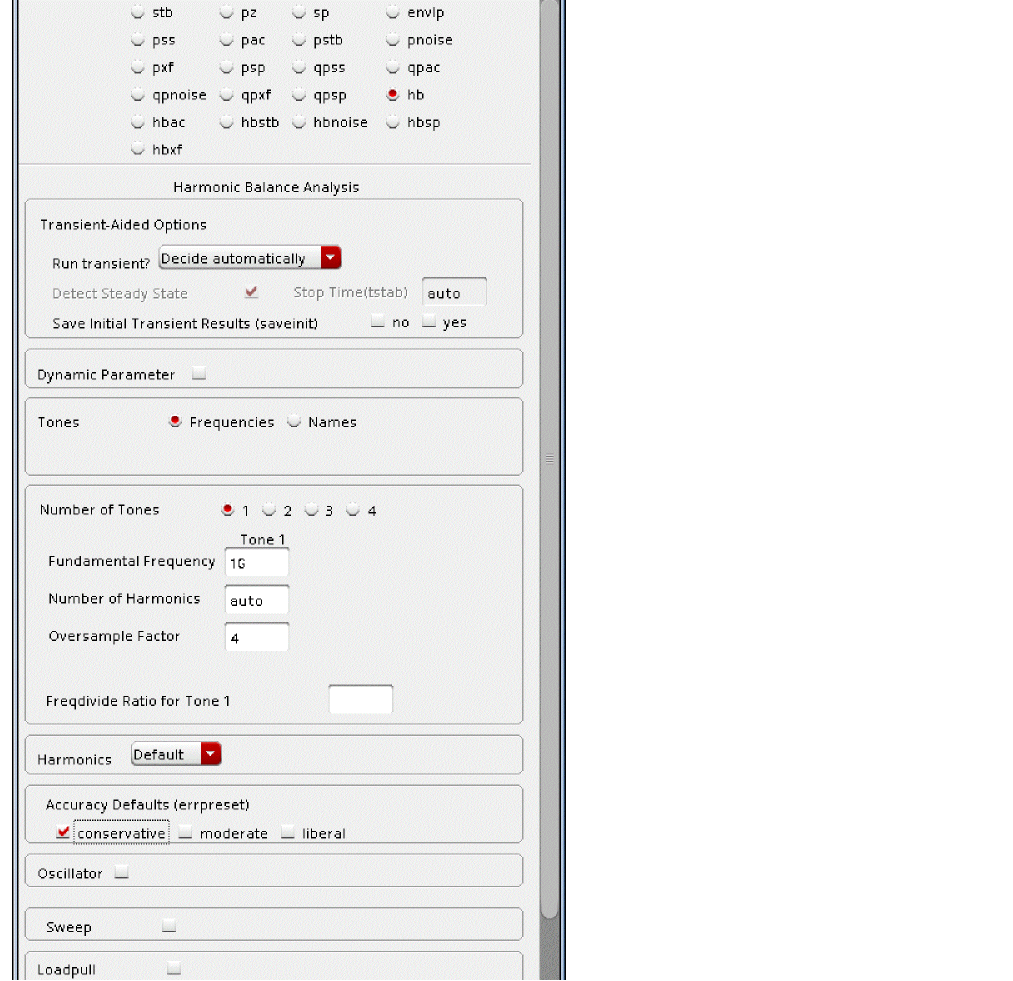 stb pz sp envlp
pss pac pstb pnoise
pxf psp qpss qpac
qpnoise qpxf qpsp hb
hbac hbstb hbnoise hbsp
hbxf
Harmonic Balance Analysis
Transient-Aided Options
Run transient? Decide automatically
Detect Steady State Stop Time(tstab) auto
Save Initial Transient Results (saveinit) no yes
Dynamic Parameter
Tones Frequencies Names
Number of Tones 1 2 3 4
Tone 1
Fundamental Frequency 1G
Number of Harmonics auto
Oversample Factor 4
Freqdivide Ratio for Tone 1
Harmonics Default
Accuracy Defaults (errpreset)
conservative moderate liberal
Oscillator
Sweep
Loadpull